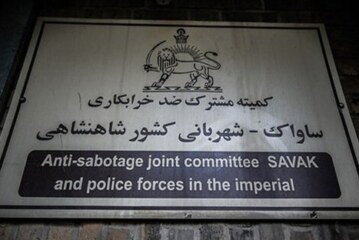 کمیته مشترک ضد خرابکاری
ساواک - شهربانی کشور شاهنشاهی
Anti-sabotage joint committee SAVAK
and police forces in the imperial